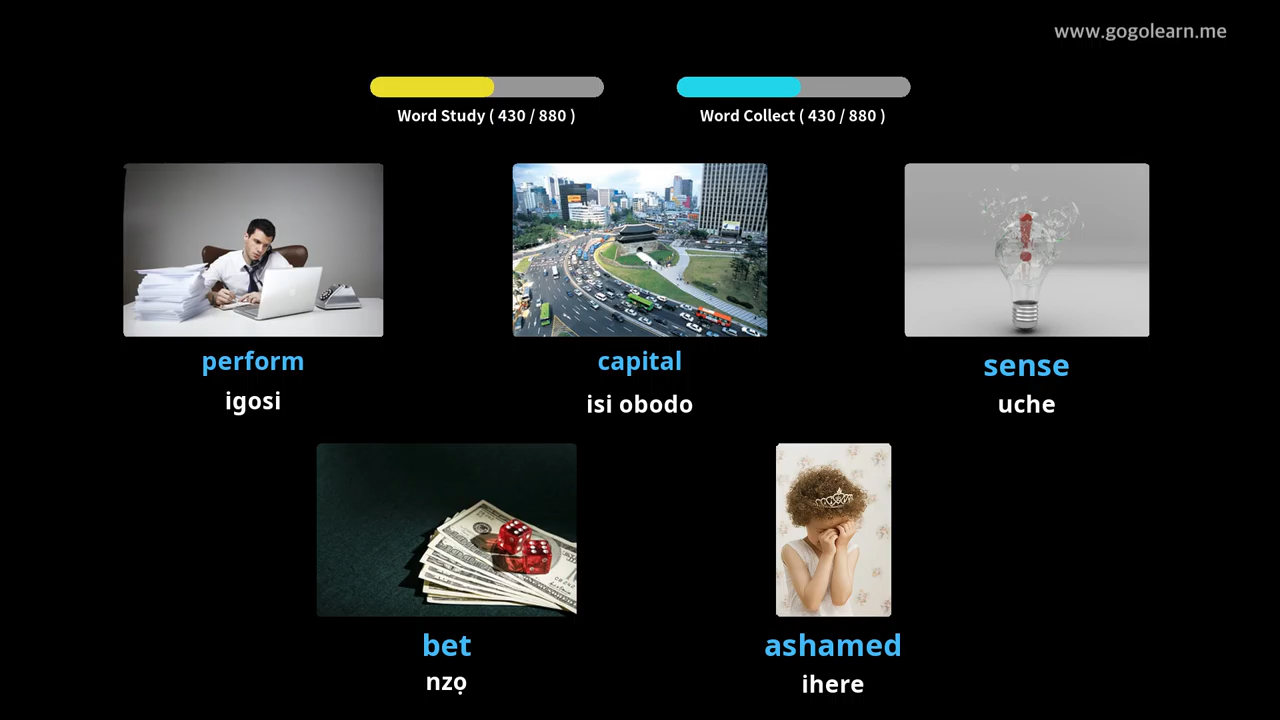 www.gogolearn.me
Word Study ( 430 / 880 )
Word Collect ( 430 / 880 )
perform
igosi
capital
isi obodo
sense
uche
bet
nzọ
ashamed
ihere